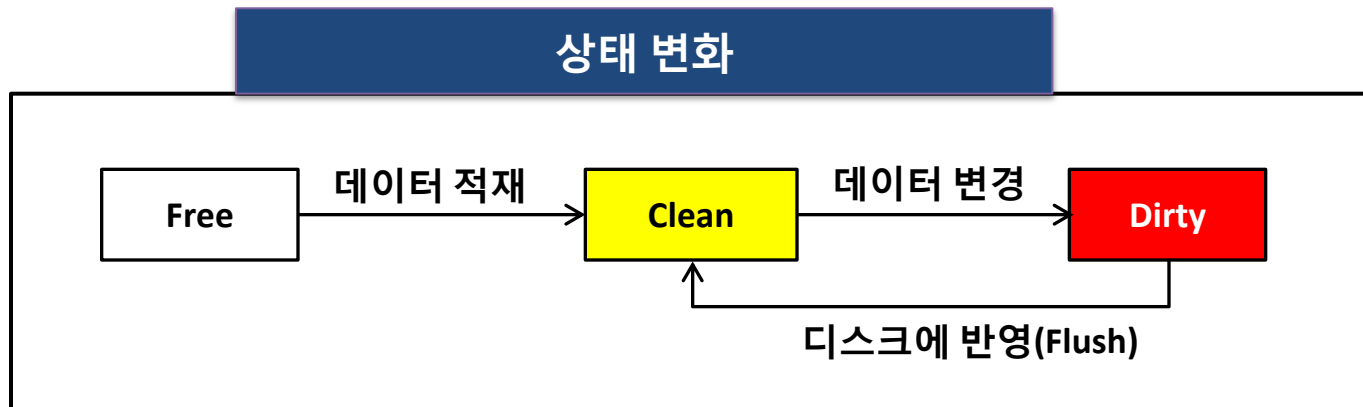 상태 변화
데이터 적재
데이터 변경
Free
Clean
Dirty
디스크에 반영(Flush)